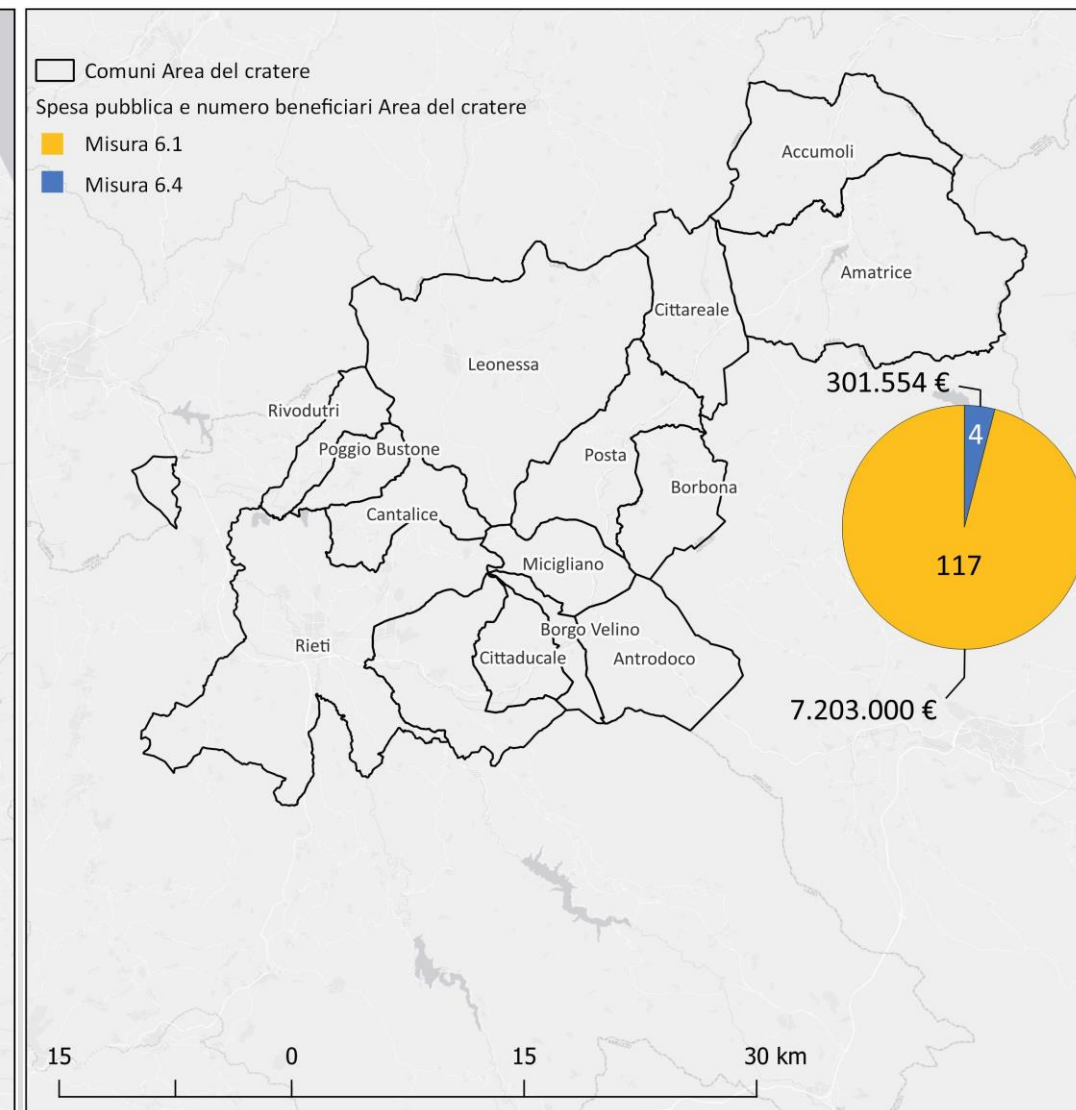 Comuni Area del cratere
Spesa pubblica e numero beneficiari Area del cratere
Misura 6.1
Misura 6.4
Accumoli
Amatrice
Cittareale
Leonessa
301.554 €
Rivodutri
4
Poggio Bustone
Posta
Borbona
Cantalice
Micigliano
117
Borgo Velino
Rieti
Cittaducale
Antrodoco
7.203.000 €
15 0 15 30 km